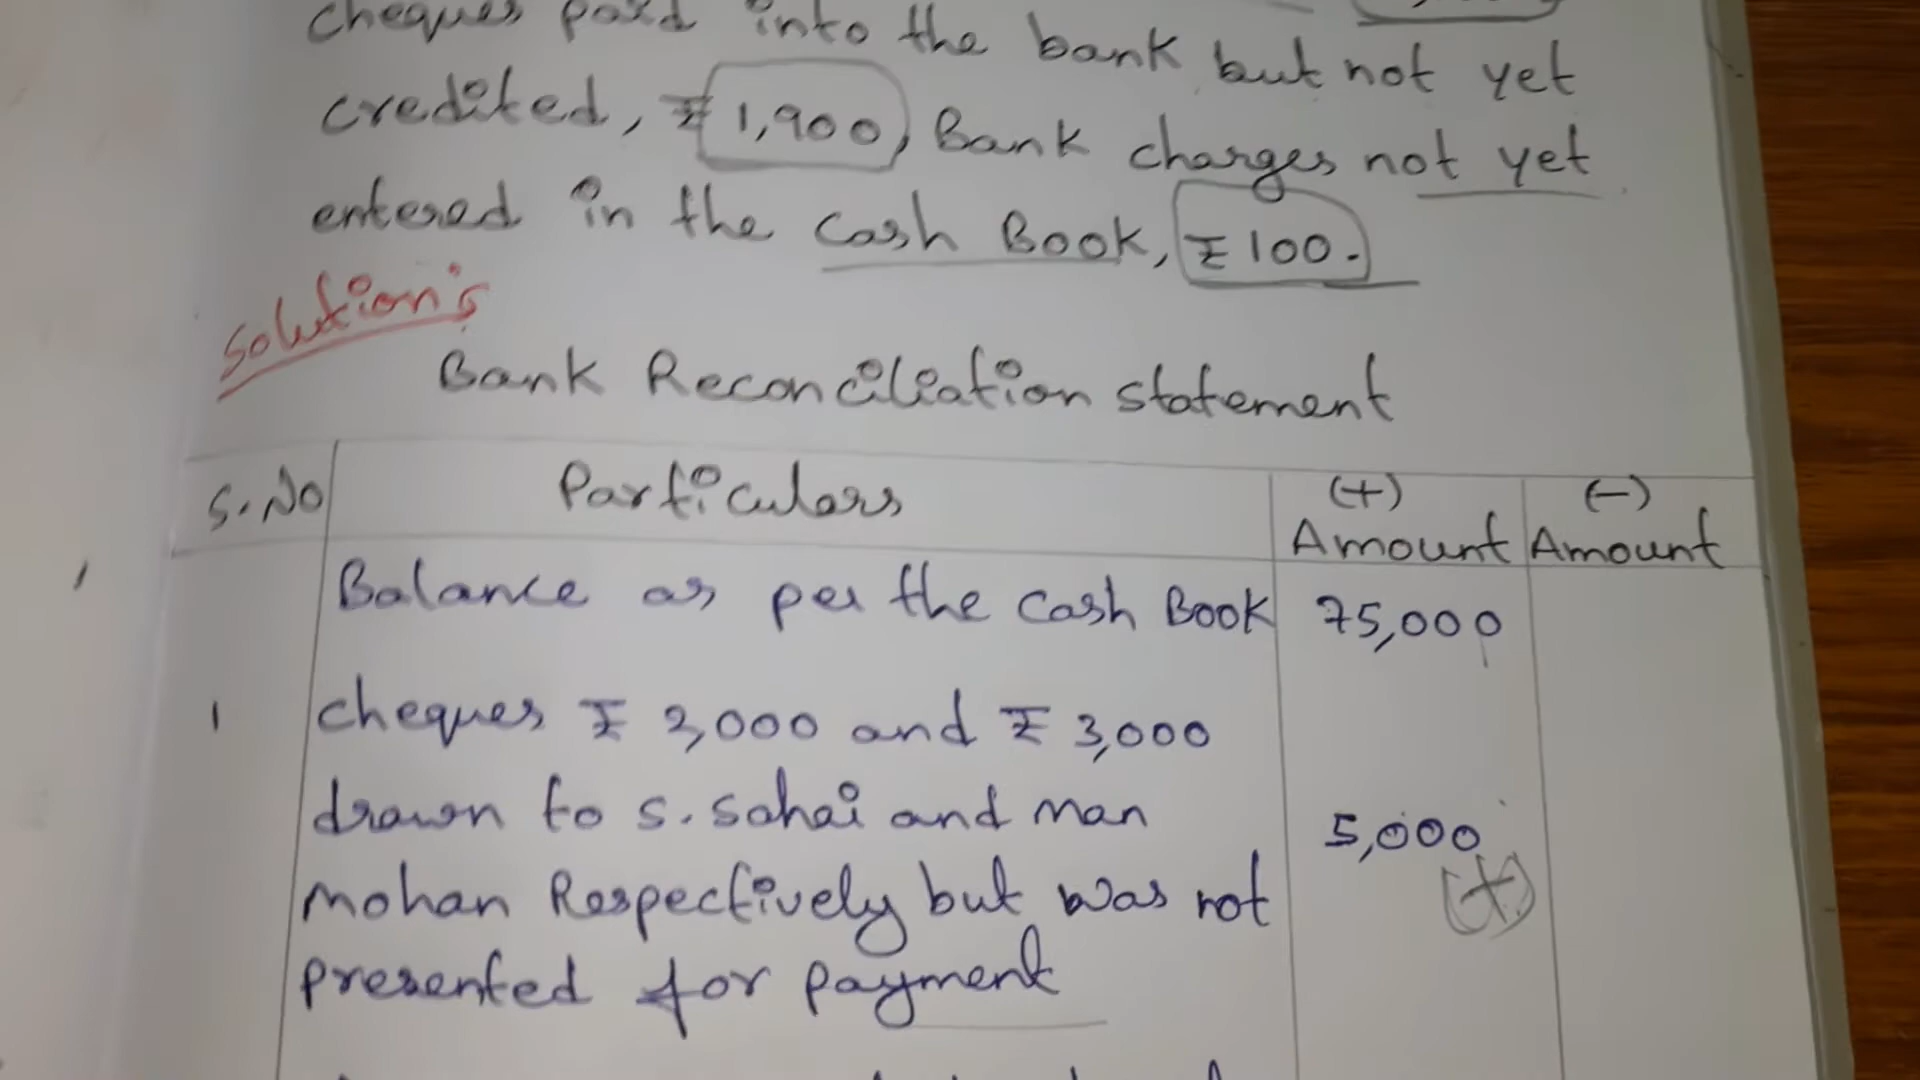 cheques paid into the bank but not yet
credited, ₹ 1,900, Bank charges not yet
entered in the cash Book, ₹ 100.
Solution:
Bank Reconciliation statement
S.No Particulars (+) Amount (-) Amount
Balance as per the cash Book 75,000
1 cheques ₹ 2,000 and ₹ 3,000
drawn to S. Sahai and man
mohan Respectively but was not 5,000 (+)
presented for payment